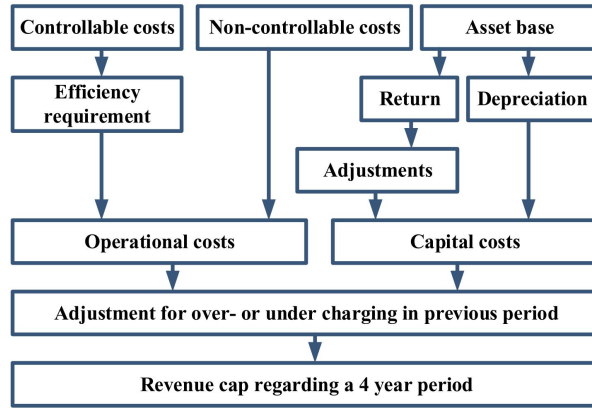 Controllable costs
Non-controllable costs
Asset base
Efficiency
requirement
Return
Depreciation
Adjustments
Operational costs
Capital costs
Adjustment for over- or under charging in previous period
Revenue cap regarding a 4 year period